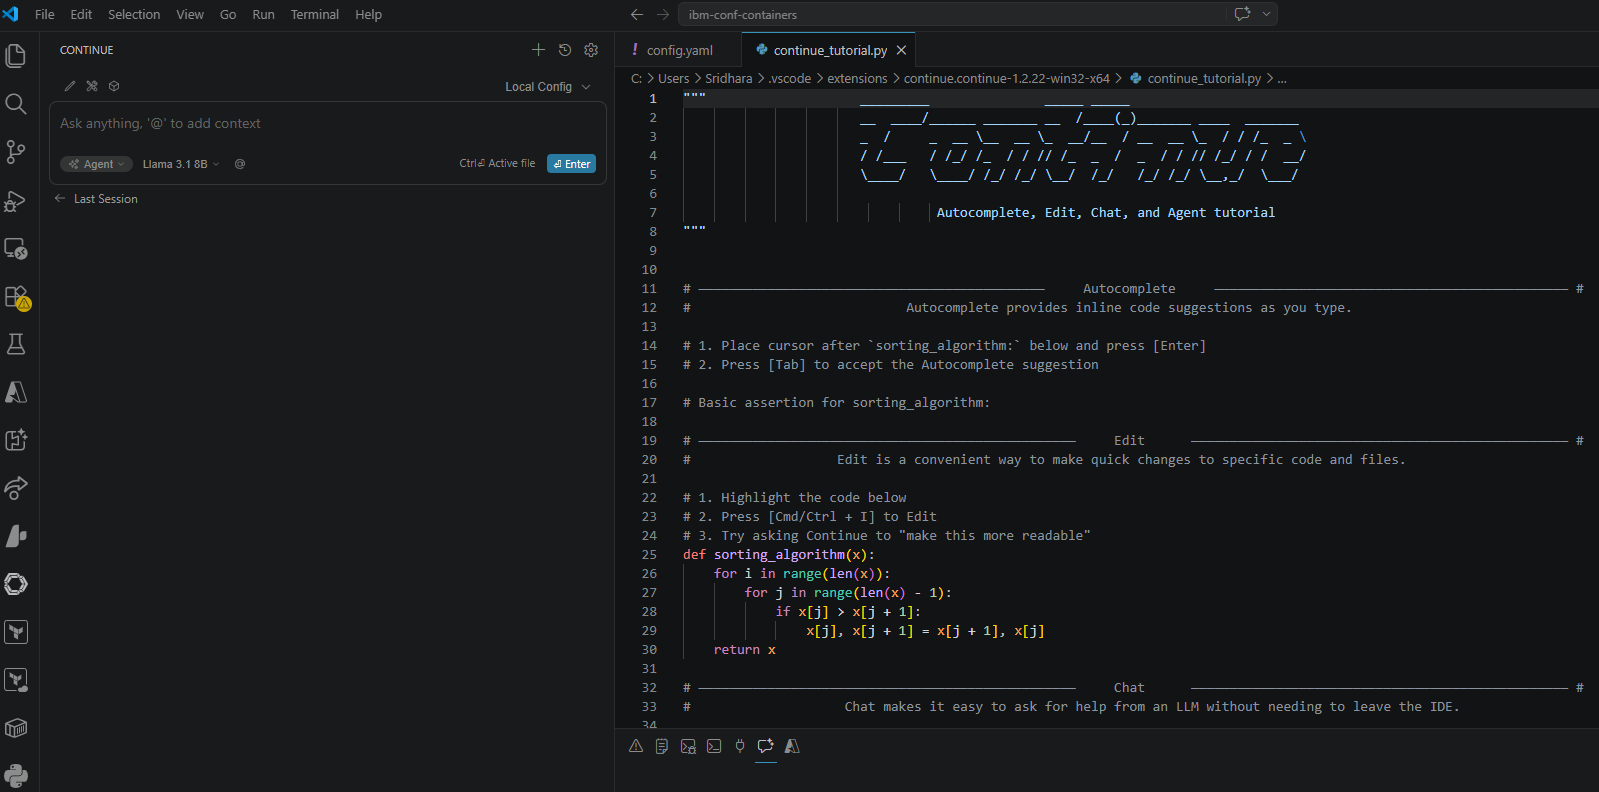 File Edit Selection View Go Run Terminal Help
ibm-conf-containers
CONTINUE
Local Config
Ask anything, '@' to add context
Agent Llama 3.1 8B @ Ctrl⏎ Active file ⏎ Enter
Last Session
! config.yaml
continue_tutorial.py
C: > Users > Sridhara > .vscode > extensions > continue.continue-1.2.22-win32-x64 > continue_tutorial.py > ...
1 """
2
3
4
5
6
7 Autocomplete, Edit, Chat, and Agent tutorial
8 """
9
10
11 # ————— Autocomplete ————— #
12 # Autocomplete provides inline code suggestions as you type.
13
14 # 1. Place cursor after `sorting_algorithm:` below and press [Enter]
15 # 2. Press [Tab] to accept the Autocomplete suggestion
16
17 # Basic assertion for sorting_algorithm:
18
19 # ————— Edit ————— #
20 # Edit is a convenient way to make quick changes to specific code and files.
21
22 # 1. Highlight the code below
23 # 2. Press [Cmd/Ctrl + I] to Edit
24 # 3. Try asking Continue to "make this more readable"
25 def sorting_algorithm(x):
26 for i in range(len(x)):
27 for j in range(len(x) - 1):
28 if x[j] > x[j + 1]:
29 x[j], x[j + 1] = x[j + 1], x[j]
30 return x
31
32 # ————— Chat ————— #
33 # Chat makes it easy to ask for help from an LLM without needing to leave the IDE.
34